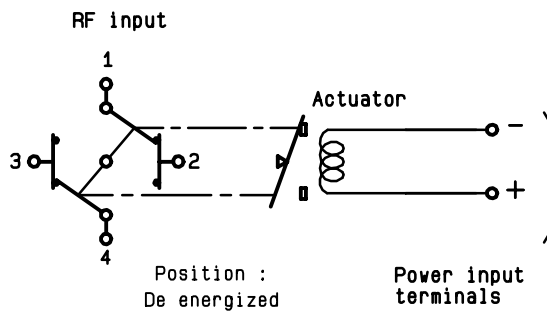 RF input
1
Actuator
-
3
2
+
4
Position :
De energized
Power input
terminals